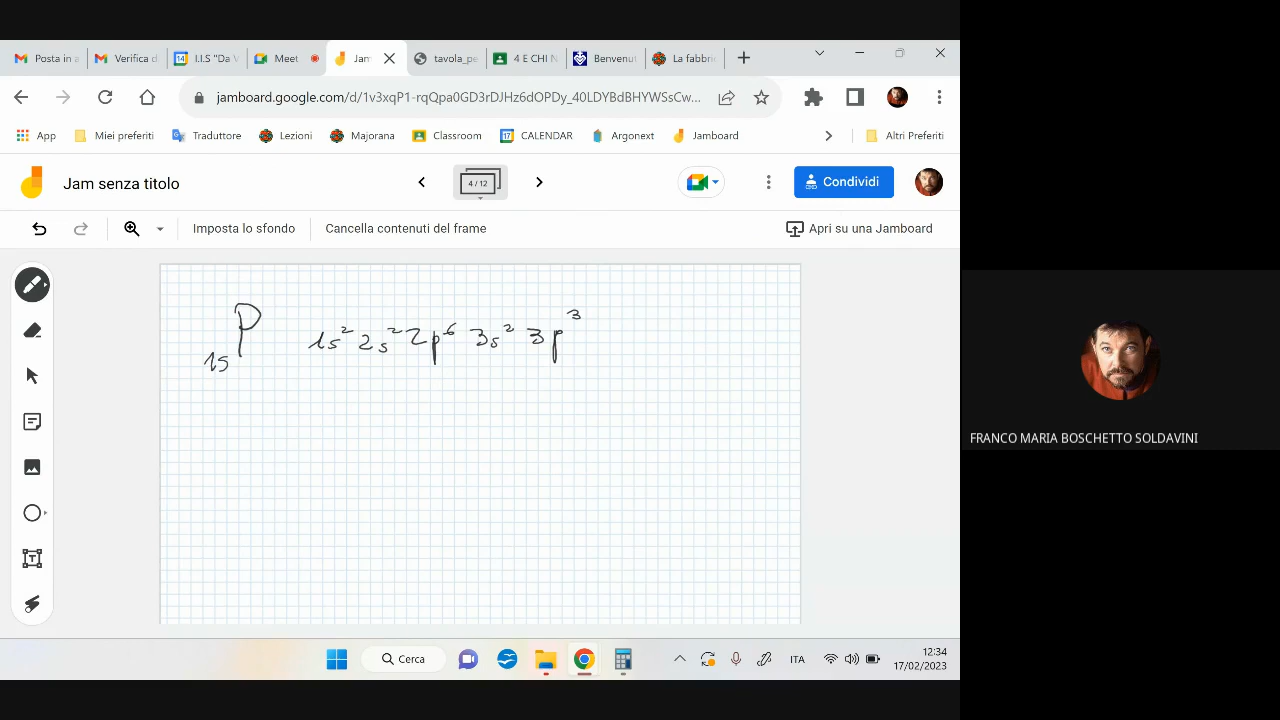 Posta in a
Verifica d
I.I.S "Da V
Meet
Jam
tavola_pe
4 E CHI N
Benvenut
La fabbri
jamboard.google.com/d/1v3xqP1-rqQpa0GD3rDJHz6dOPDy_40LDYBdBHYWSsCw...
App
Miei preferiti
Traduttore
Lezioni
Majorana
Classroom
CALENDAR
Argonext
Jamboard
Altri Preferiti
Jam senza titolo
4 / 12
Condividi
Imposta lo sfondo
Cancella contenuti del frame
Apri su una Jamboard
₁₅P 1s² 2s² 2p⁶ 3s² 3p³
FRANCO MARIA BOSCHETTO SOLDAVINI
Cerca
ITA
12:34
17/02/2023